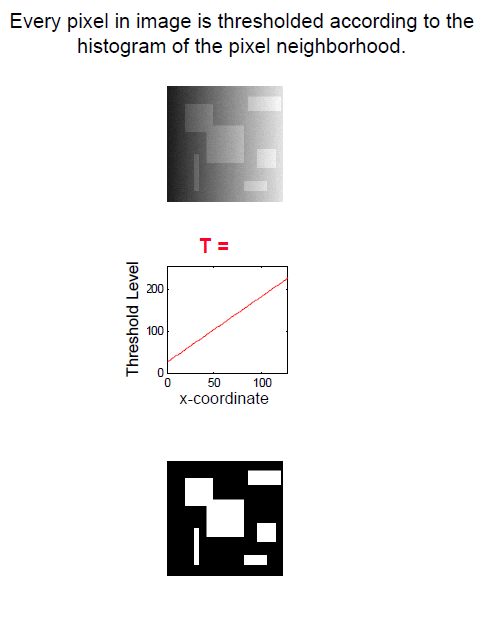 Every pixel in image is thresholded according to the
histogram of the pixel neighborhood.
T =
Threshold Level
200
100
0
0 50 100
x-coordinate